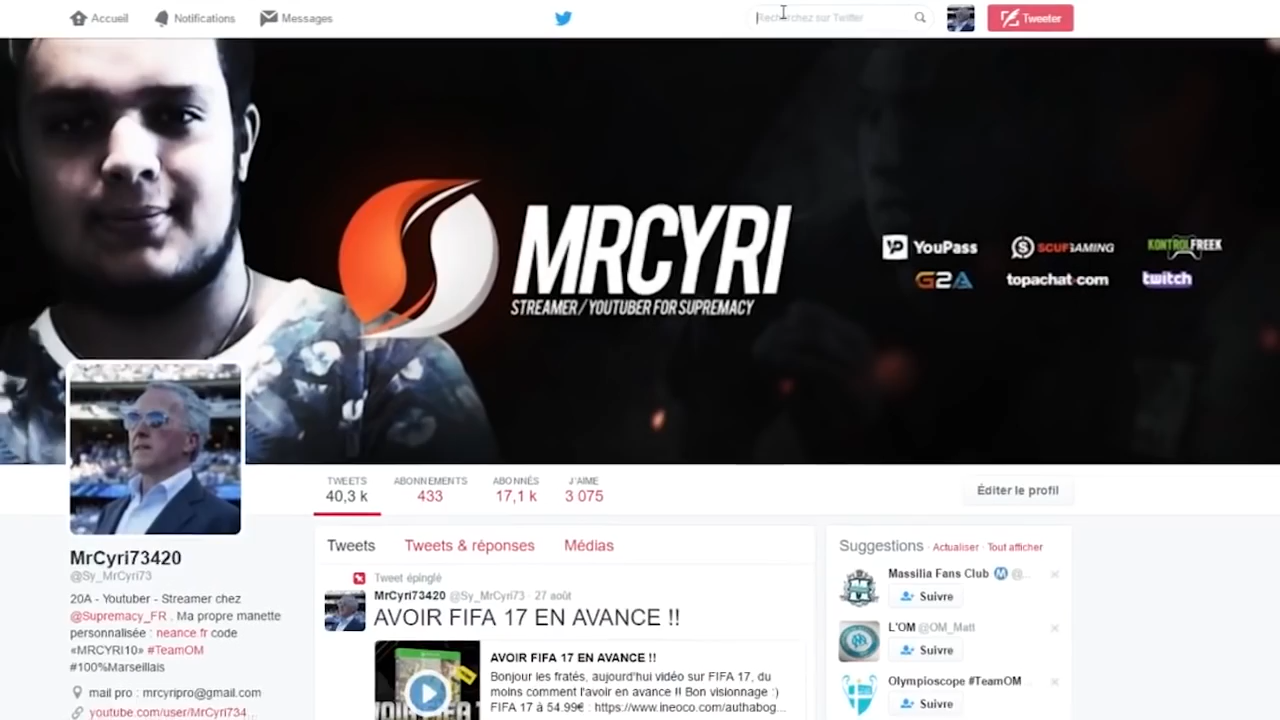 Accueil
Notifications
Messages
Recherchez sur Twitter
Tweeter
MRCYRI
STREAMER / YOUTUBER FOR SUPREMACY
YouPass
SCUFGAMING
KONTROLFREEK
G2A
topachat.com
twitch
TWEETS
40,3 k
ABONNEMENTS
433
ABONNÉS
17,1 k
J'AIME
3 075
Éditer le profil
MrCyri73420
@Sy_MrCyri73
20A - Youtuber - Streamer chez
@Supremacy_FR . Ma propre manette
personnalisée : neance.fr code
«MRCYRI10» #TeamOM
#100%Marseillais
mail pro : mrcyripro@gmail.com
youtube.com/user/MrCyri734...
Tweets
Tweets & réponses
Médias
Tweet épinglé
MrCyri73420 @Sy_MrCyri73 · 27 août
AVOIR FIFA 17 EN AVANCE !!
AVOIR FIFA 17 EN AVANCE !!
Bonjour les fratés, aujourd'hui vidéo sur FIFA 17, du
moins comment l'avoir en avance !! Bon visionnage :)
FIFA 17 à 54.99€ : https://www.ineoco.com/authabog...
Suggestions · Actualiser · Tout afficher
Massilia Fans Club @...
Suivre
L'OM @OM_Matt
Suivre
Olympioscope #TeamOM
Suivre